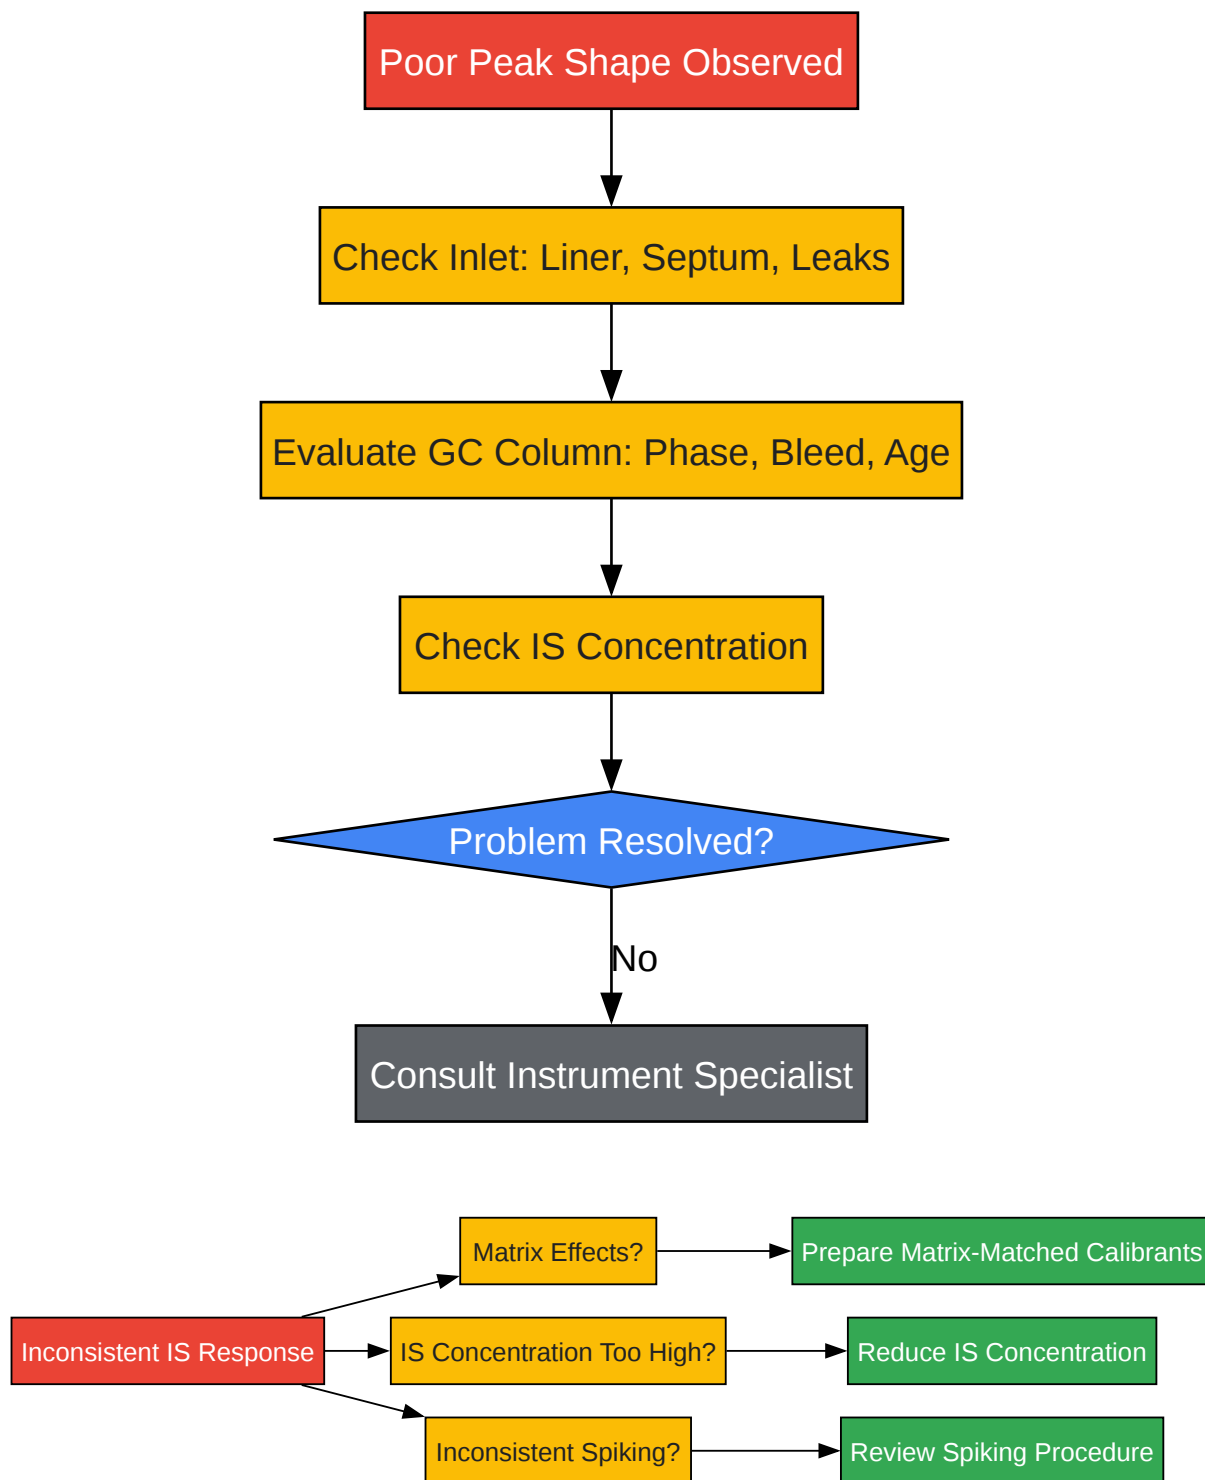 Poor Peak Shape Observed
Check Inlet: Liner, Septum, Leaks
Evaluate GC Column: Phase, Bleed, Age
Check IS Concentration
Problem Resolved?
No
Consult Instrument Specialist
Matrix Effects?
Prepare Matrix-Matched Calibrants
Inconsistent IS Response
IS Concentration Too High?
Reduce IS Concentration
Inconsistent Spiking?
Review Spiking Procedure